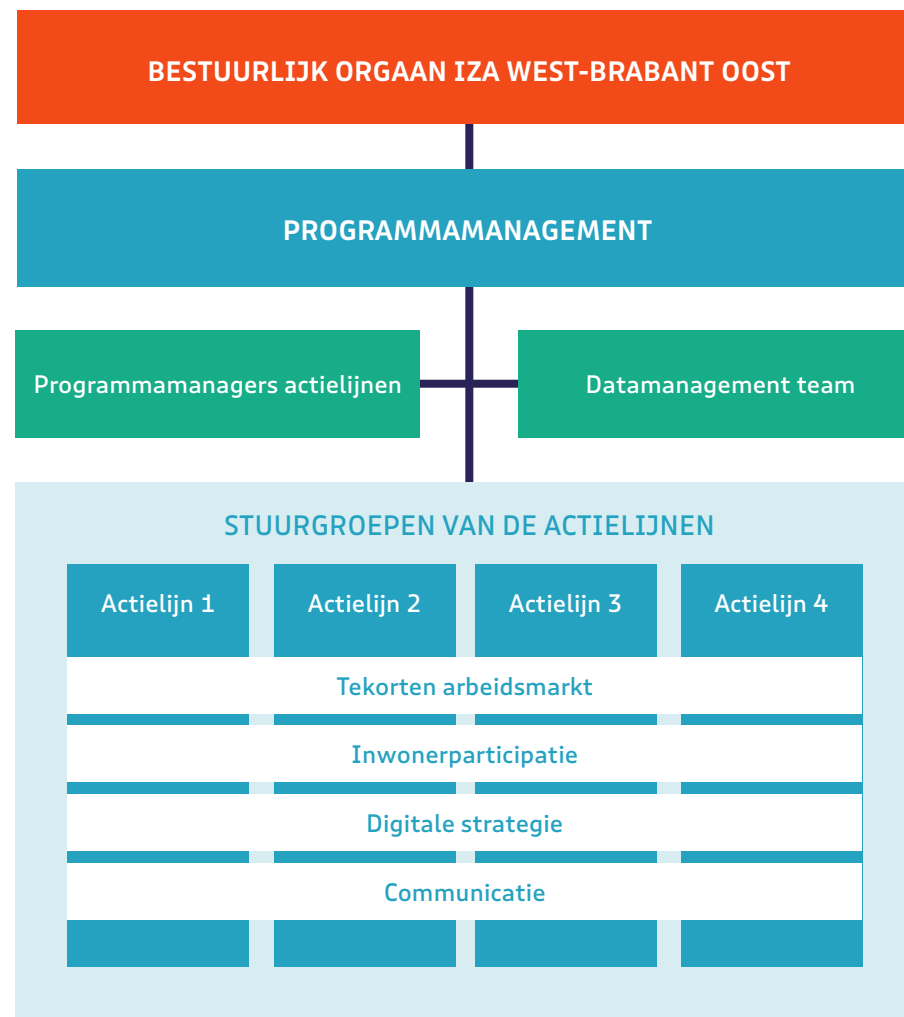 BESTUURLIJK ORGAAN IZA WEST-BRABANT OOST
PROGRAMMAMANAGEMENT
Programmamanagers actielijnen
Datamanagement team
STUURGROEPEN VAN DE ACTIELIJNEN
Actielijn 1
Actielijn 2
Actielijn 3
Actielijn 4
Tekorten arbeidsmarkt
Inwonerparticipatie
Digitale strategie
Communicatie